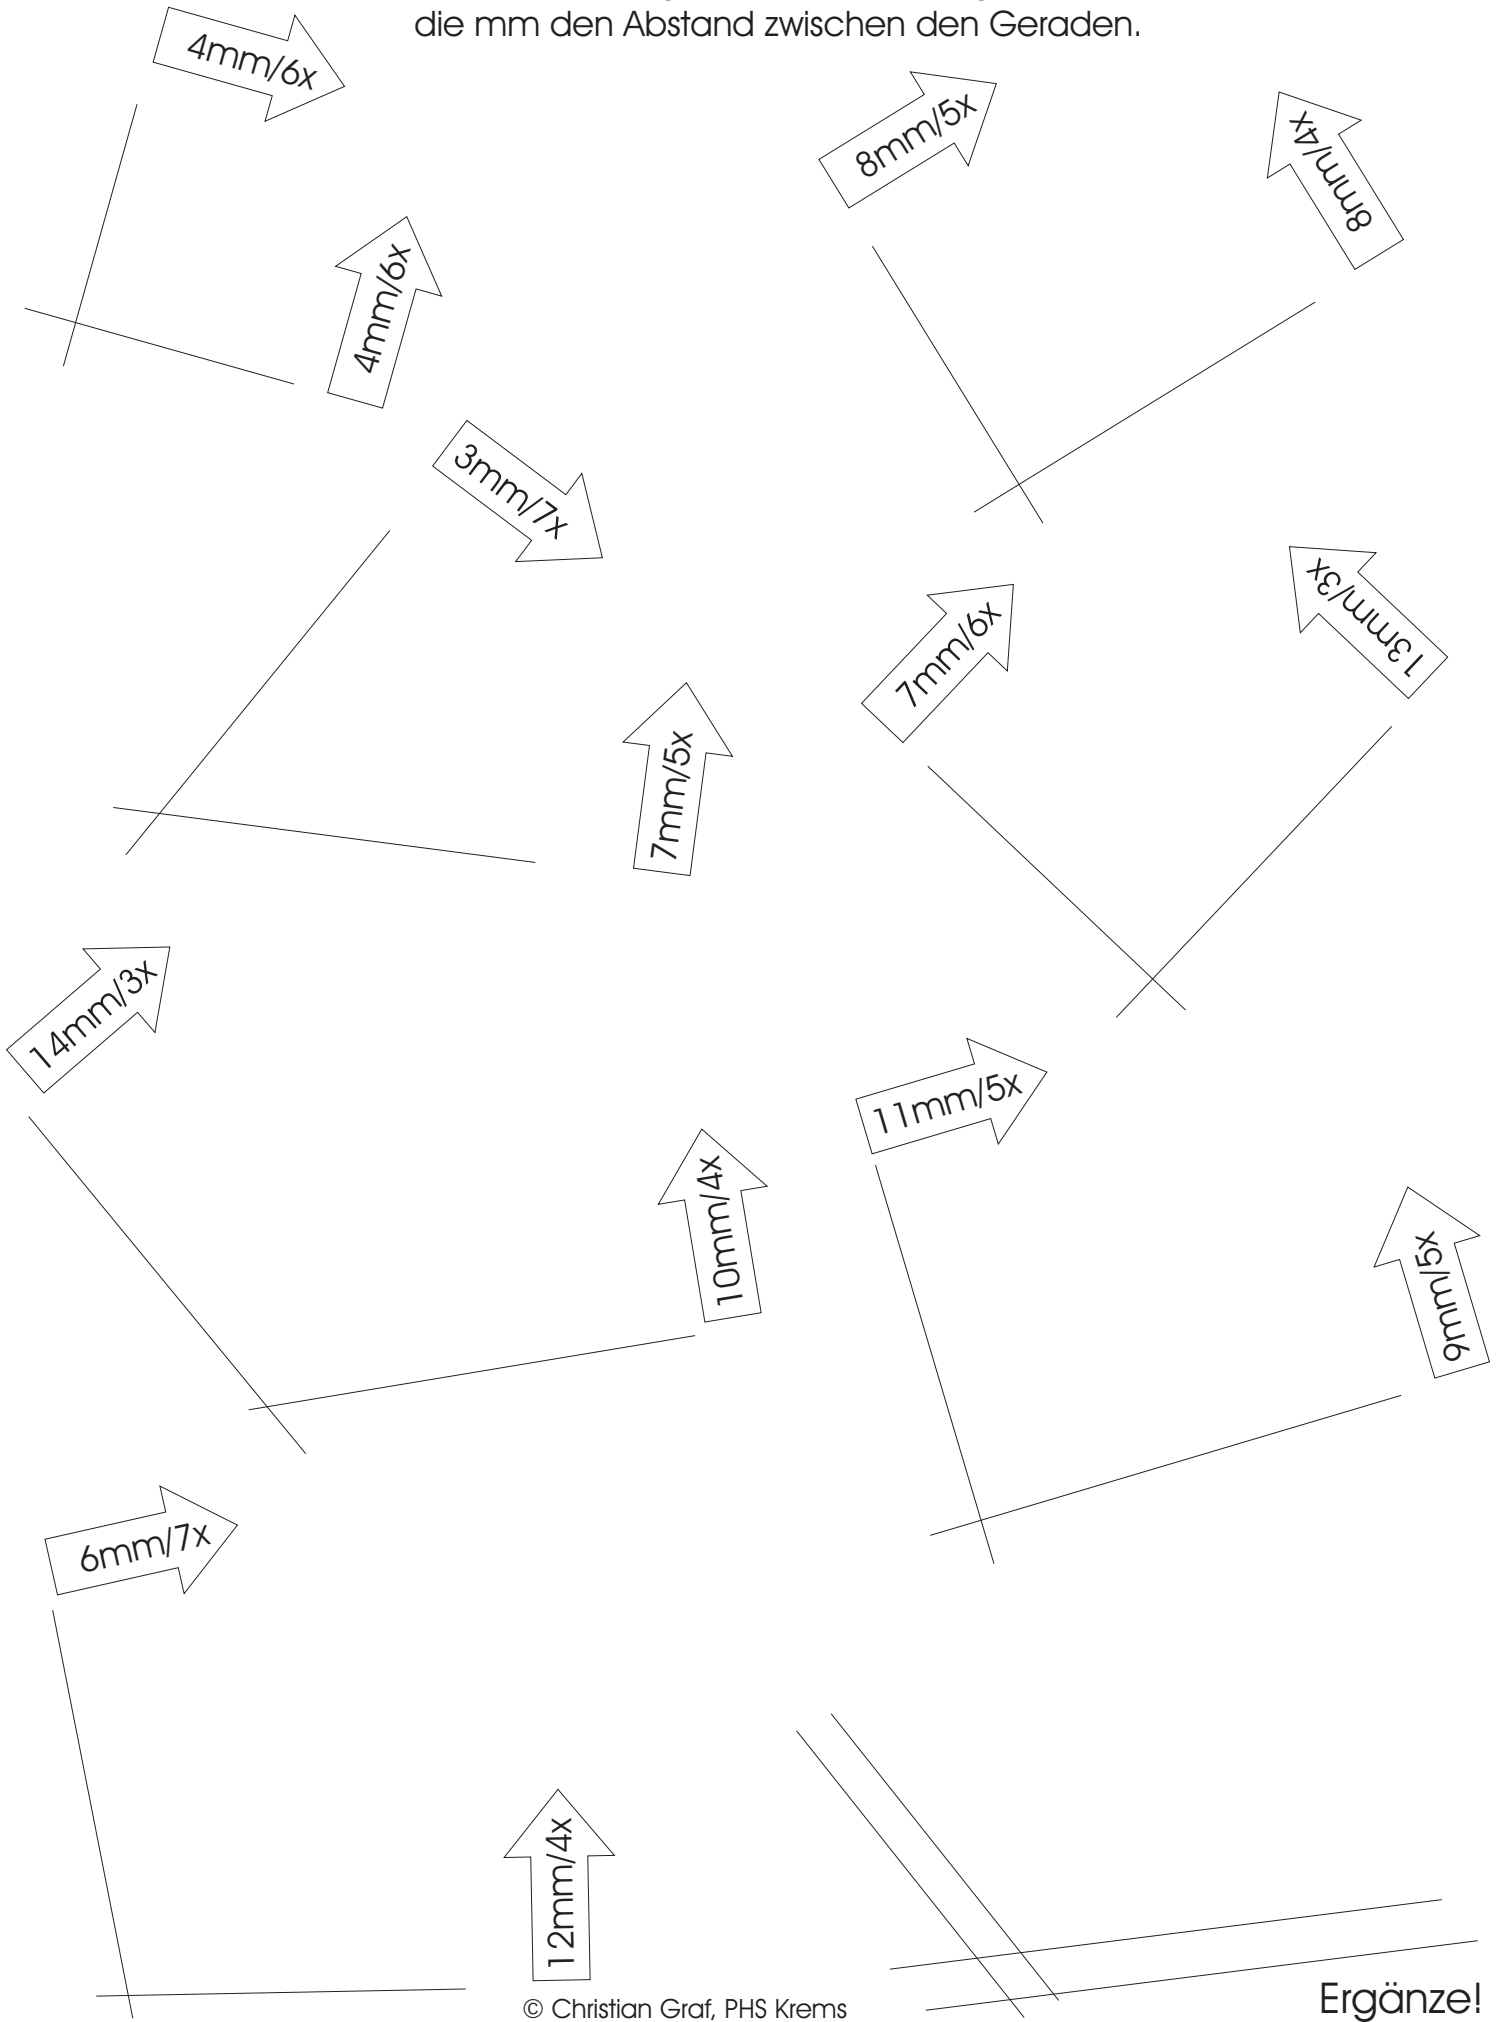 die mm den Abstand zwischen den Geraden.
4mm/6x
8mm/5x
8mm/4x
4mm/6x
3mm/7x
7mm/6x
13mm/3x
7mm/5x
14mm/3x
11mm/5x
10mm/4x
9mm/5x
6mm/7x
12mm/4x
© Christian Graf, PHS Krems
Ergänze!